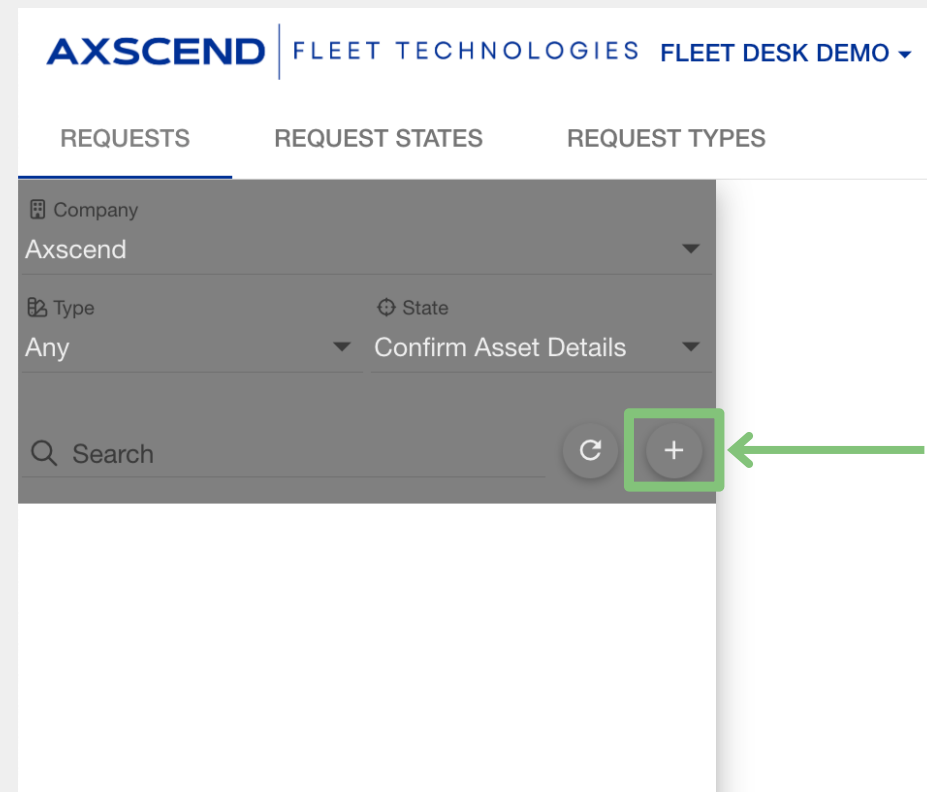 AXSCEND FLEET TECHNOLOGIES FLEET DESK DEMO
REQUESTS REQUEST STATES REQUEST TYPES
Company
Axscend
Type State
Any Confirm Asset Details
Search